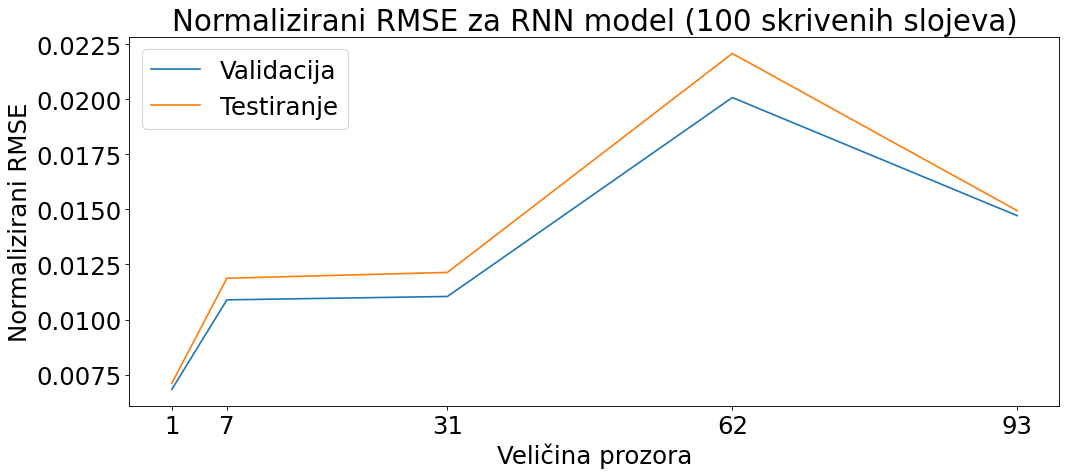 Normalizirani RMSE za RNN model (100 skrivenih slojeva)
Normalizirani RMSE
0.0225
0.0200
0.0175
0.0150
0.0125
0.0100
0.0075
Validacija
Testiranje
1 7 31 62 93
Veličina prozora